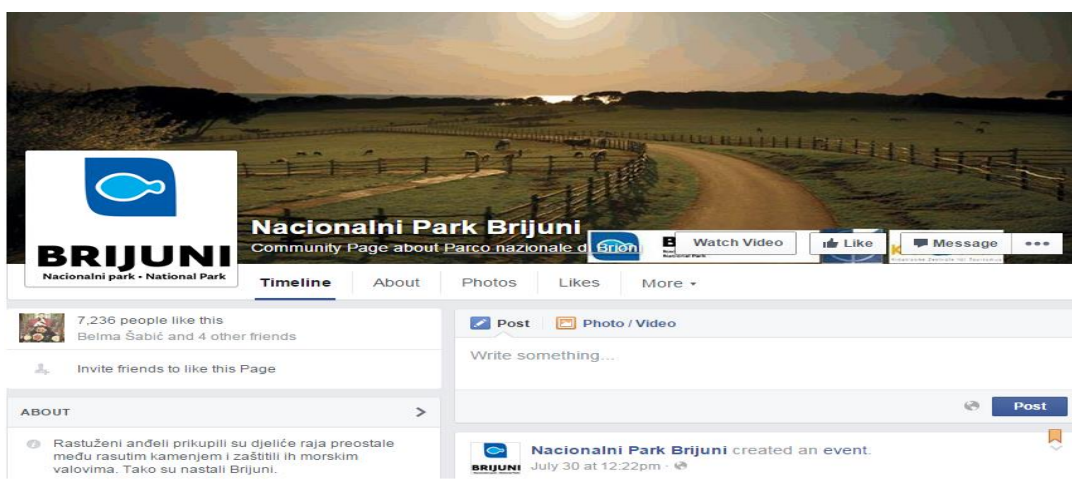 BRIJUNI
Nacionalni park • National Park
Nacionalni Park Brijuni
Community Page about Parco nazionale d Brion
Watch Video
Like
Message
Timeline
About
Photos
Likes
More
7,236 people like this
Belma Šabić and 4 other friends
Invite friends to like this Page
ABOUT
Rastuženi anđeli prikupili su djeliće raja preostale
među rasutim kamenjem i zaštitili ih morskim
valovima. Tako su nastali Brijuni.
Post
Photo / Video
Write something...
Post
BRIJUNI
Nacionalni Park Brijuni created an event.
July 30 at 12:22pm